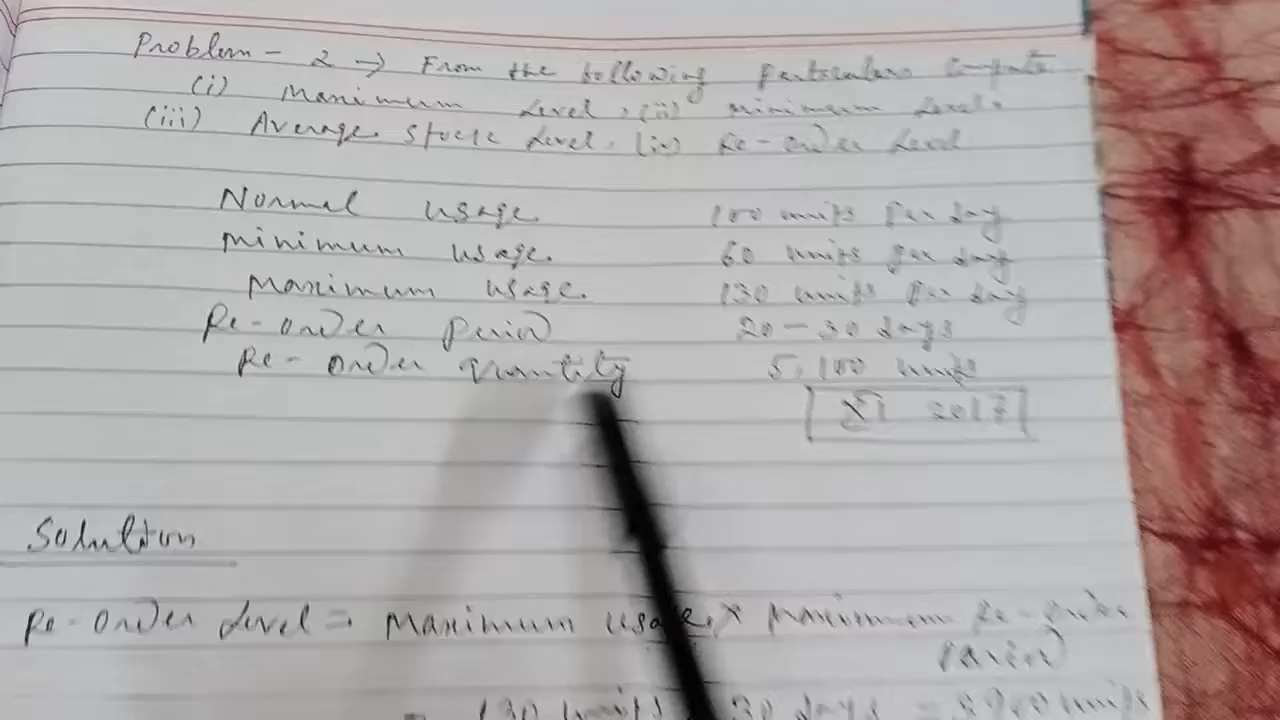 Problem - 2 → From the following particulars compute
(i) Maximum Level, (ii) minimum Level,
(iii) Average stock Level, (iv) Re-order Level
Normal usage 100 units per day
minimum usage 60 units per day
Maximum usage 130 units per day
Re-order period 20-30 days
Re-order quantity 5,100 units
2017
Solution
Re-order Level = Maximum usage × Maximum Re-order
period
= 130 units 30 days = 3900 units